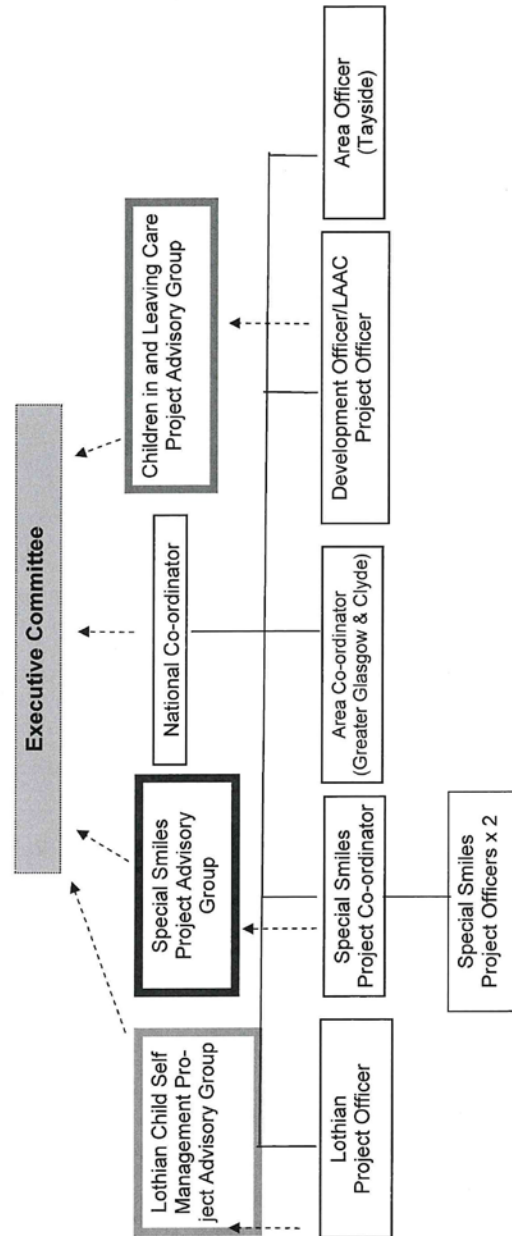 Executive Committee
Lothian Child Self
Management Pro-
ject Advisory Group
Special Smiles
Project Advisory
Group
National Co-ordinator
Children in and Leaving Care
Project Advisory Group
Lothian
Project Officer
Special Smiles
Project Co-ordinator
Area Co-ordinator
(Greater Glasgow & Clyde)
Development Officer/LAAC
Project Officer
Area Officer
(Tayside)
Special Smiles
Project Officers x 2